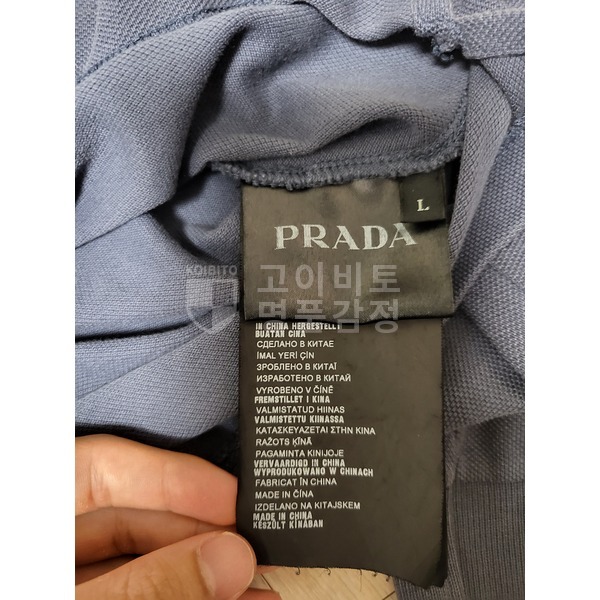 L
PRADA
KOIBITO
고이비토
명품감정
IN CHINA HERGESTELLT
BUATAN CINA
СДЕЛАНО В КИТАЕ
İMAL YERİ ÇİN
ЗРОБЛЕНО В КИТАЇ
ИЗРАБОТЕНО В КИТАЙ
VYROBENO V ČÍNĚ
FREMSTILLET I KINA
VALMISTATUD HIINAS
VALMISTETTU KIINASSA
ΚΑΤΑΣΚΕΥΑΖΕΤΑΙ ΣΤΗΝ ΚΙΝΑ
RAŽOTS ĶĪNĀ
PAGAMINTA KINIJOJE
VERVAARDIGD IN CHINA
WYPRODUKOWANO W CHINACH
FABRICAT ÎN CHINA
MADE IN ČÍNA
IZDELANO NA KITAJSKEM
MADE IN CHINA
KÉSZÜLT KÍNÁBAN